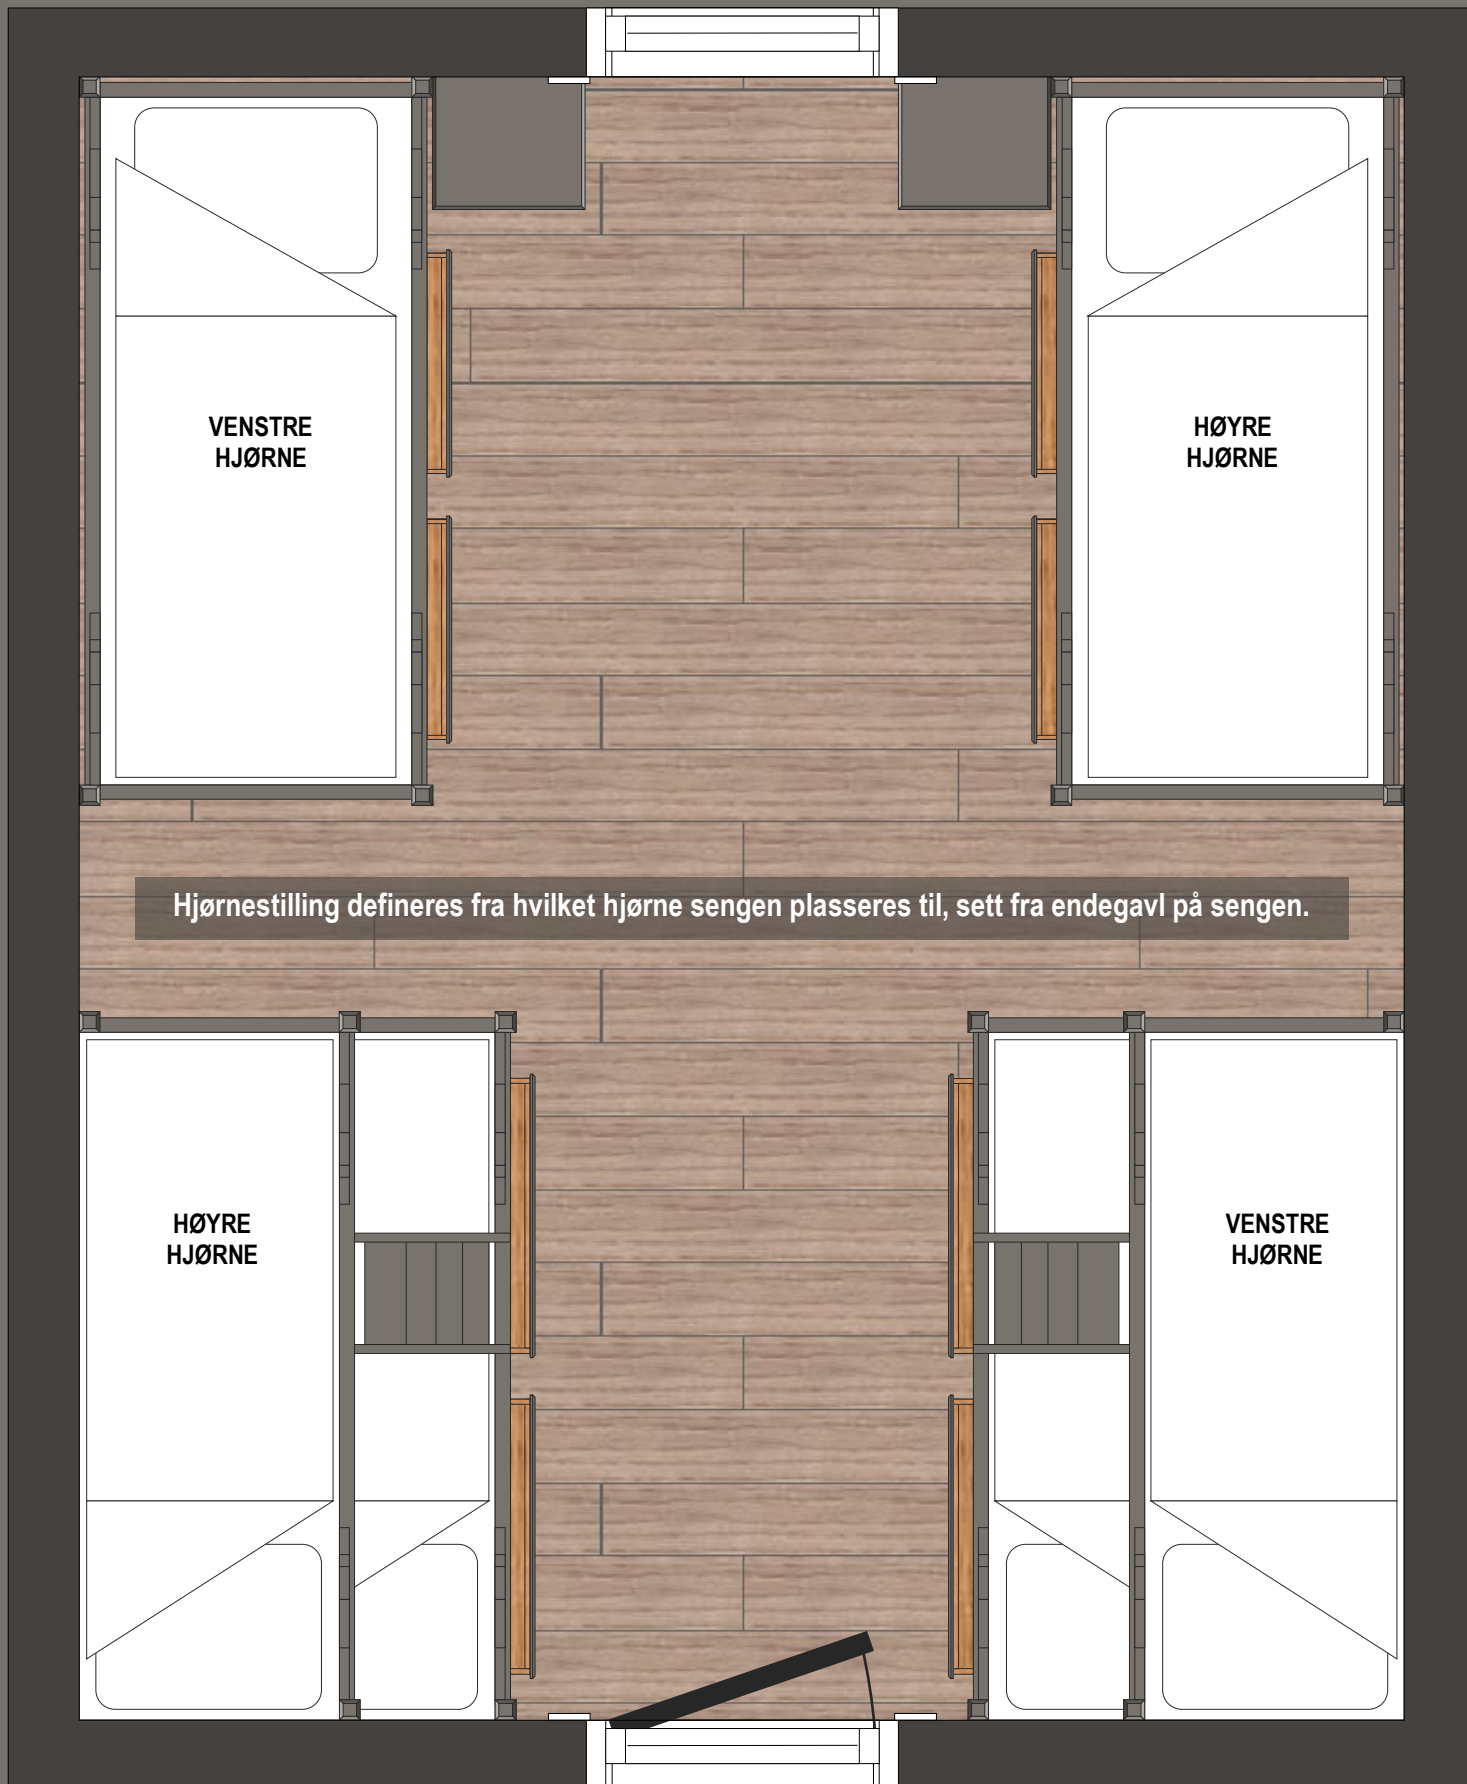 VENSTRE
HJØRNE
HØYRE
HJØRNE
Hjørnestilling defineres fra hvilket hjørne sengen plasseres til, sett fra endegavl på sengen.
HØYRE
HJØRNE
VENSTRE
HJØRNE